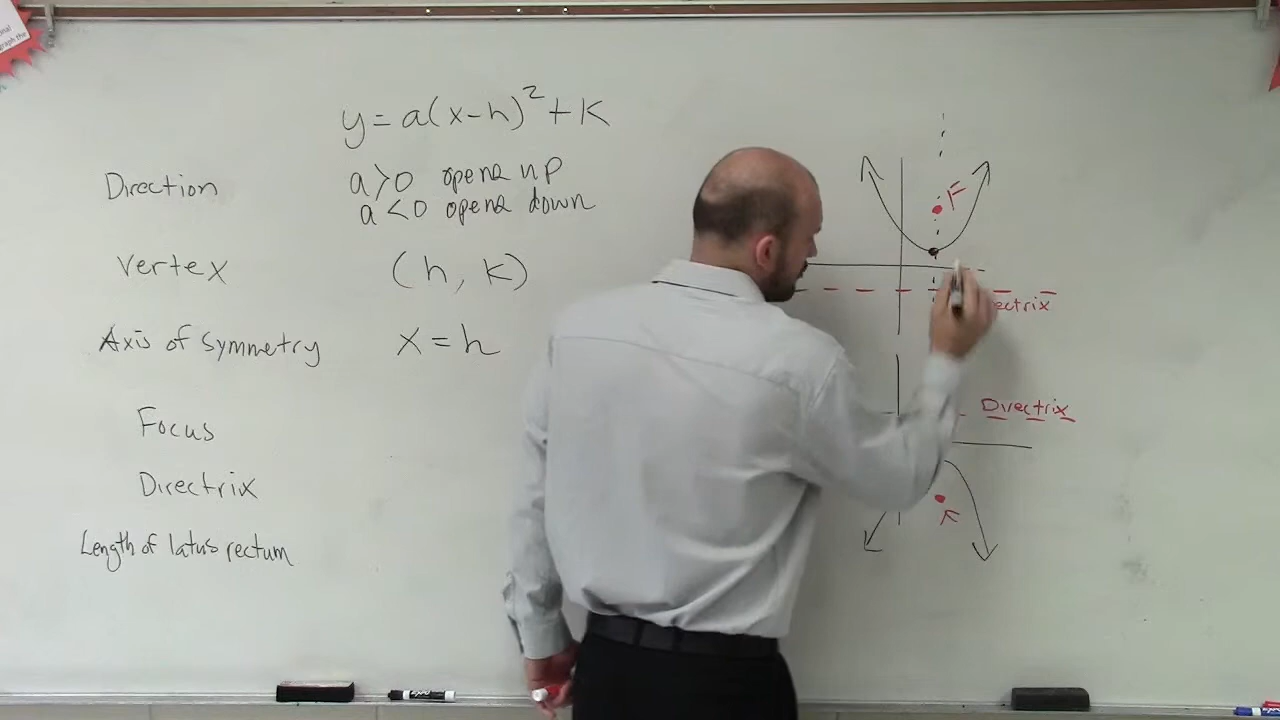 y = a(x-h)² + k
Direction a>0 opens up
a<0 opens down
Vertex (h, k)
Axis of Symmetry x = h
Focus
Directrix
Length of latus rectum
F
Directrix
F